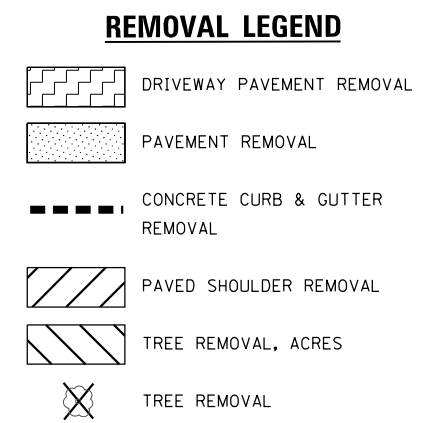 REMOVAL LEGEND
DRIVEWAY PAVEMENT REMOVAL
PAVEMENT REMOVAL
CONCRETE CURB & GUTTER
REMOVAL
PAVED SHOULDER REMOVAL
TREE REMOVAL, ACRES
TREE REMOVAL